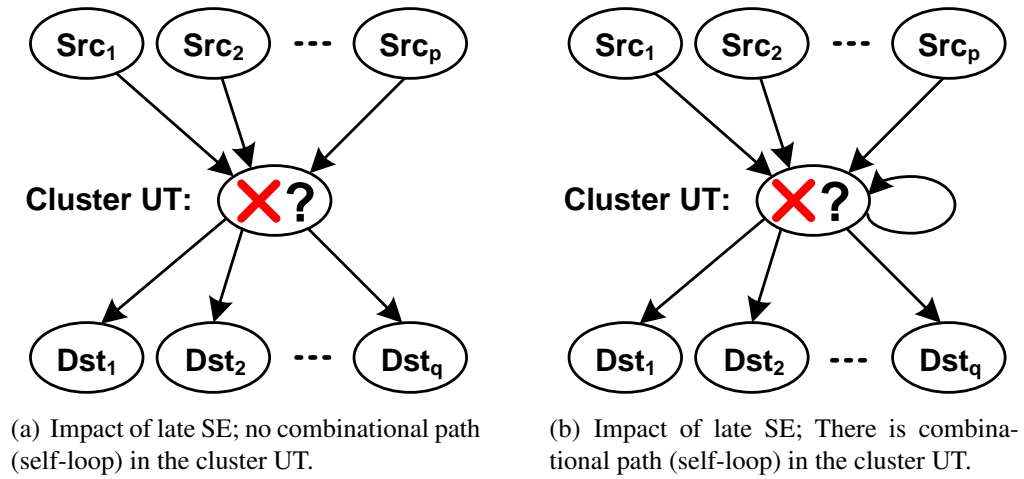 Src1 Src2 --- Srcp Src1 Src2 --- Srcp
Cluster UT: ? Cluster UT: ?
Dst1 Dst2 --- Dstq Dst1 Dst2 --- Dstq
(a) Impact of late SE; no combinational path
(self-loop) in the cluster UT.
(b) Impact of late SE; There is combina-
tional path (self-loop) in the cluster UT.